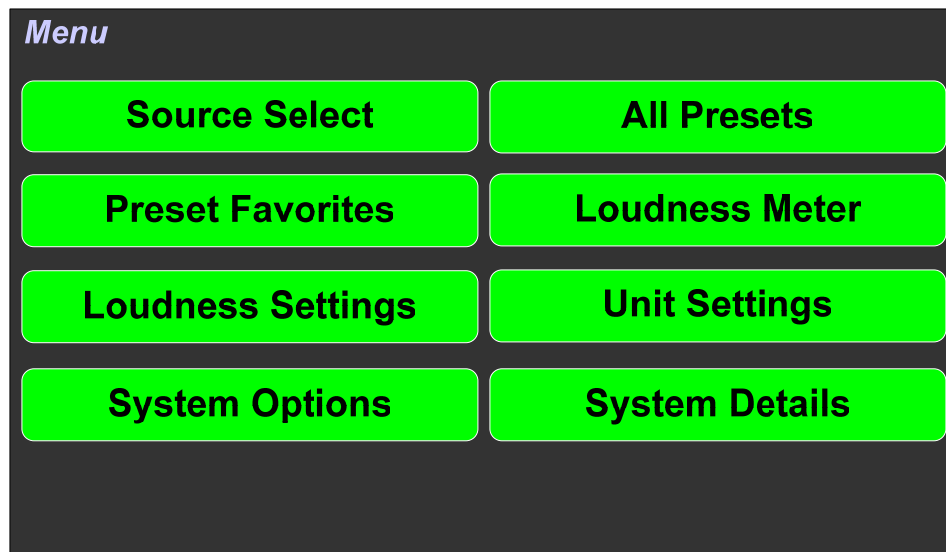 Menu
Source Select
All Presets
Preset Favorites
Loudness Meter
Loudness Settings
Unit Settings
System Options
System Details